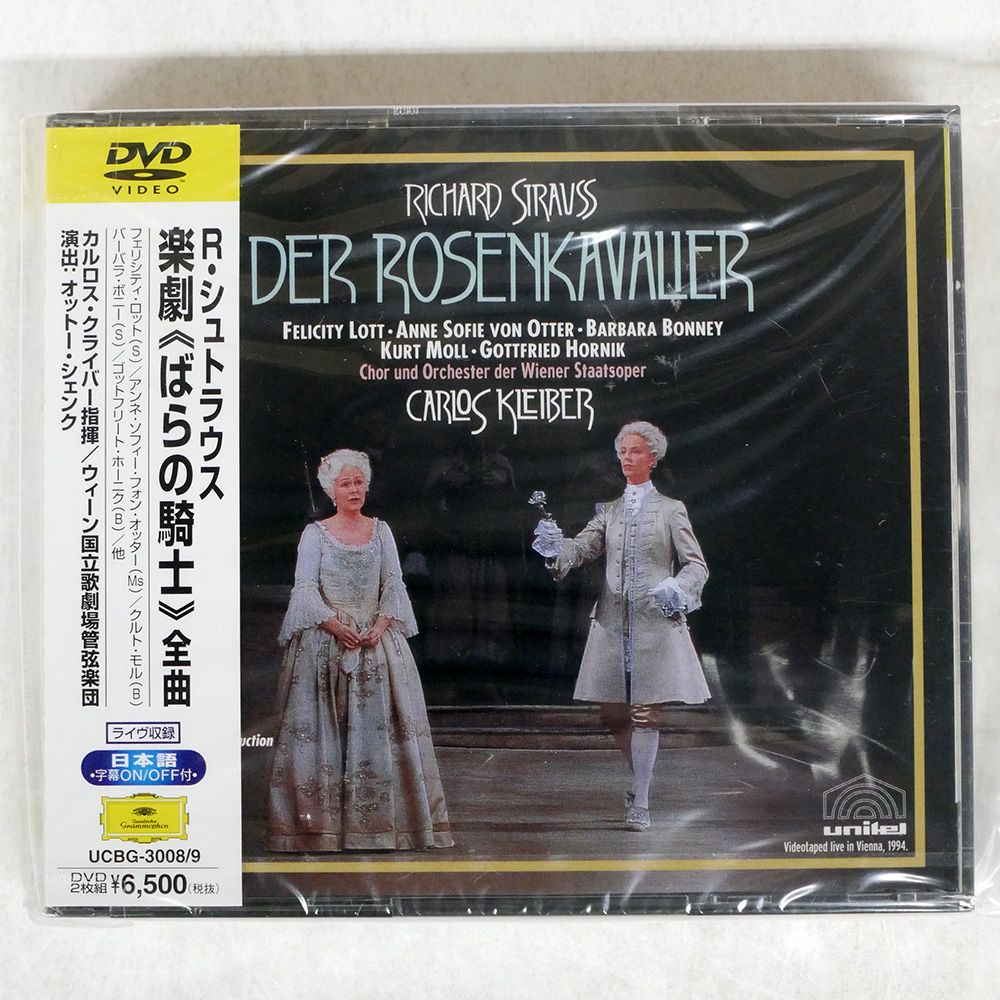 DVD
VIDEO
R・シュトラウス
楽劇《ばらの騎士》全曲
フェリシティ・ロット(S)/アンネ・ソフィー・フォン・オッター(Ms)/クルト・モル(B)
バーバラ・ボニー(S)/ゴットフリート・ホーニク(B)/他
カルロス・クライバー指揮/ウィーン国立歌劇場管弦楽団
演出:オットー・シェンク
ライヴ収録
日本語
・字幕ON/OFF付・
Deutsche
Grammophon
UCBG-3008/9
DVD V
2枚組 ¥6,500(税抜)
RICHARD STRAUSS
DER ROSENKAVALIER
FELICITY LOTT・ANNE SOFIE VON OTTER・BARBARA BONNEY
KURT MOLL・GOTTFRIED HORNIK
Chor und Orchester der Wiener Staatsoper
CARLOS KLEIBER
uction
unitel
Videotaped live in Vienna, 1994.